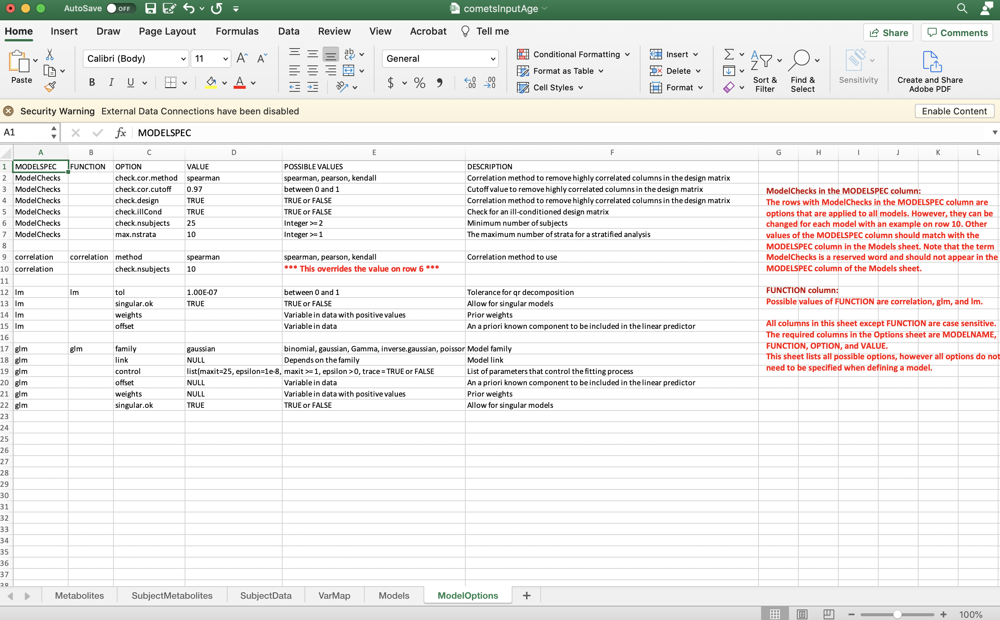 AutoSave OFF cometsInputAge
Home Insert Draw Page Layout Formulas Data Review View Acrobat Tell me Share Comments
Paste Calibri (Body) 11 General
Conditional Formatting
Format as Table
Cell Styles
Insert
Delete
Format
Sort & Filter
Find & Select
Sensitivity
Create and Share Adobe PDF
Security Warning External Data Connections have been disabled Enable Content
A1 fx MODELSPEC
A B C D E F G H I J K L
1 MODELSPEC FUNCTION OPTION VALUE POSSIBLE VALUES DESCRIPTION
2 ModelChecks check.cor.method spearman spearman, pearson, kendall Correlation method to remove highly correlated columns in the design matrix
3 ModelChecks check.cor.cutoff 0.97 between 0 and 1 Cutoff value to remove highly correlated columns in the design matrix
4 ModelChecks check.design TRUE TRUE or FALSE Correlation method to remove highly correlated columns in the design matrix
5 ModelChecks check.illCond TRUE TRUE or FALSE Check for an ill-conditioned design matrix
6 ModelChecks check.nsubjects 25 Integer >= 2 Minimum number of subjects
7 ModelChecks max.nstrata 10 Integer >= 1 The maximum number of strata for a stratified analysis
8
9 correlation correlation method spearman spearman, pearson, kendall Correlation method to use
10 correlation check.nsubjects 10 *** This overrides the value on row 6 ***
11
12 lm lm tol 1.00E-07 between 0 and 1 Tolerance for qr decomposition
13 lm singular.ok TRUE TRUE or FALSE Allow for singular models
14 lm weights Variable in data with positive values Prior weights
15 lm offset Variable in data An a priori known component to be included in the linear predictor
16
17 glm glm family gaussian binomial, gaussian, Gamma, inverse.gaussian, poisson Model family
18 glm link NULL Depends on the family Model link
19 glm control list(maxit=25, epsilon=1e-8, maxit >= 1, epsilon > 0, trace = TRUE or FALSE List of parameters that control the fitting process
20 glm offset NULL Variable in data An a priori known component to be included in the linear predictor
21 glm weights NULL Variable in data with positive values Prior weights
22 glm singular.ok TRUE TRUE or FALSE Allow for singular models
23
24
25
26
27
28
29
30
31
32
33
34
35
36
37
38
ModelChecks in the MODELSPEC column:
The rows with ModelChecks in the MODELSPEC column are
options that are applied to all models. However, they can be
changed for each model with an example on row 10. Other
values of the MODELSPEC column should match with the
MODELSPEC column in the Models sheet. Note that the term
ModelChecks is a reserved word and should not appear in the
MODELSPEC column of the Models sheet.
FUNCTION column:
Possible values of FUNCTION are correlation, glm, and lm.
All columns in this sheet except FUNCTION are case sensitive.
The required columns in the Options sheet are MODELNAME,
FUNCTION, OPTION, and VALUE.
This sheet lists all possible options, however all options do not
need to be specified when defining a model.
Metabolites SubjectMetabolites SubjectData VarMap Models ModelOptions +
100%